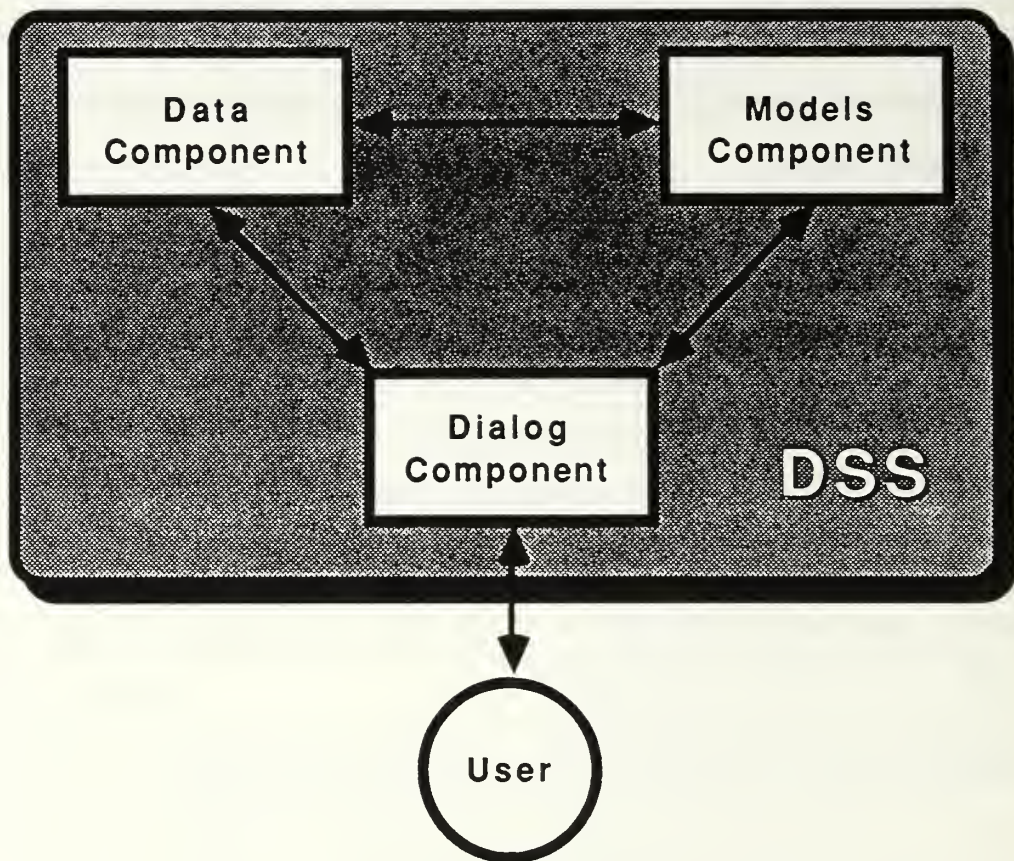 Data
Component
Models
Component
Dialog
Component
DSS
User